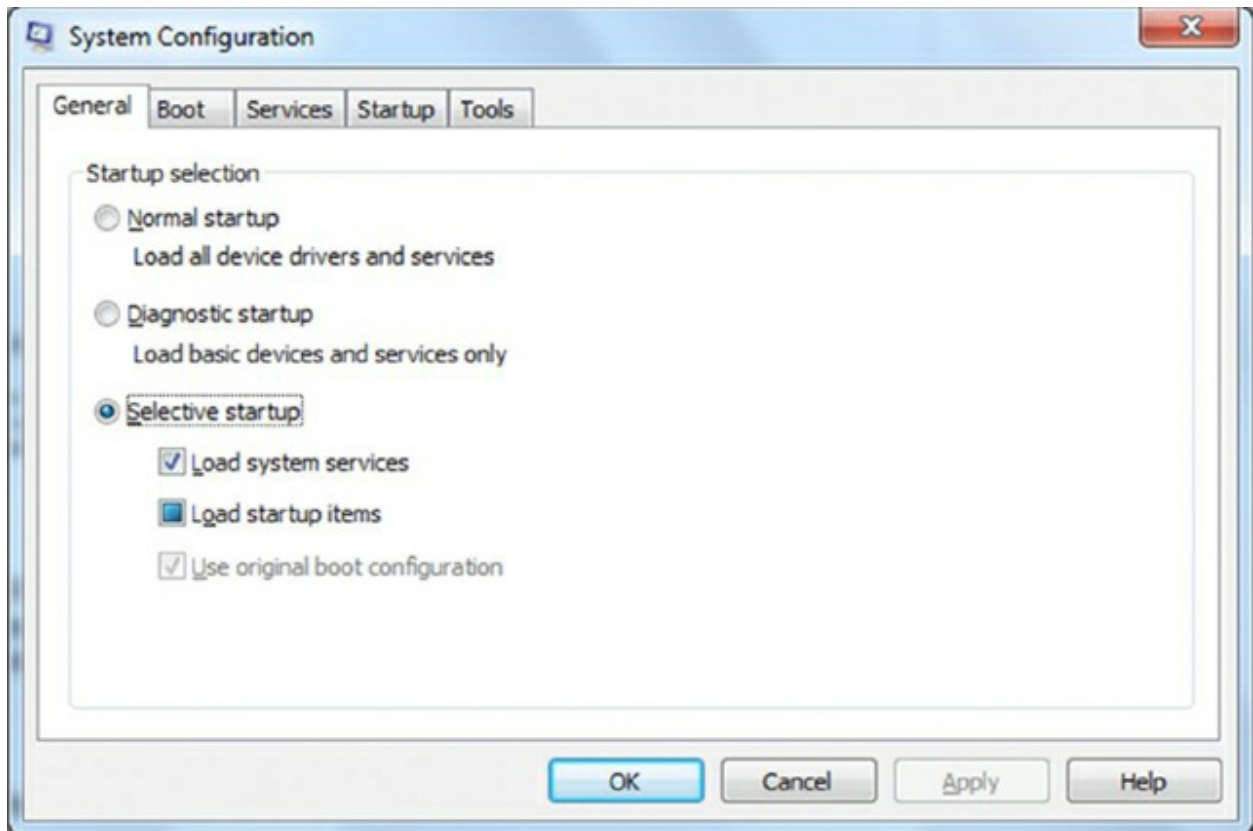 System Configuration
General Boot Services Startup Tools
Startup selection
Normal startup
Load all device drivers and services
Diagnostic startup
Load basic devices and services only
Selective startup
Load system services
Load startup items
Use original boot configuration
OK Cancel Apply Help